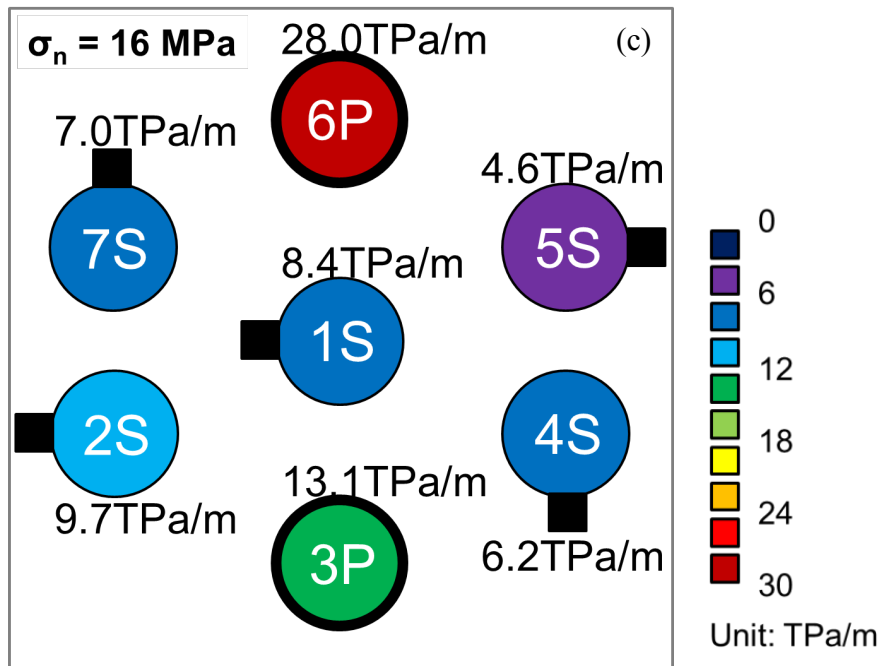 σn = 16 MPa
28.0TPa/m
(c)
6P
7.0TPa/m
7S
4.6TPa/m
5S
8.4TPa/m
1S
2S
9.7TPa/m
4S
6.2TPa/m
13.1TPa/m
3P
0
6
12
18
24
30
Unit: TPa/m